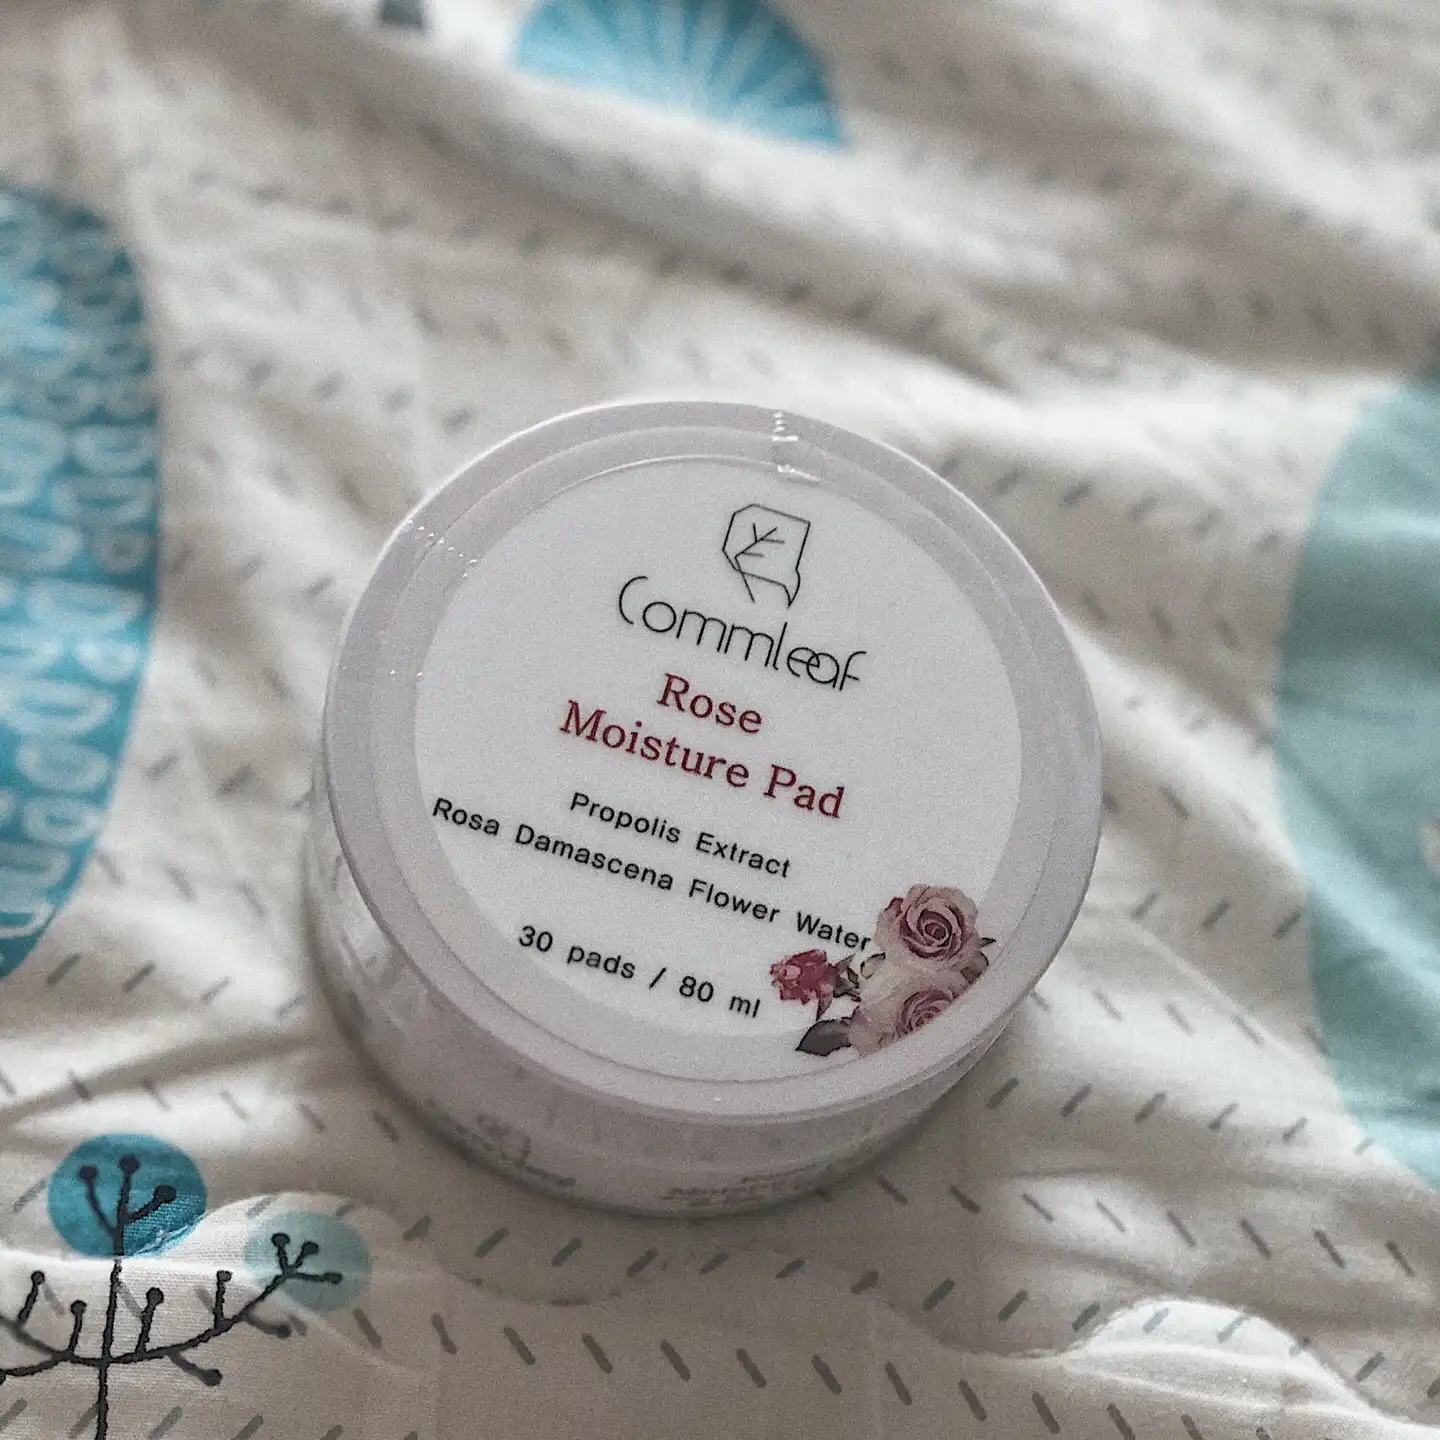 Commleaf
Rose
Moisture Pad
Propolis Extract
Rosa Damascena Flower Water
30 pads / 80 ml